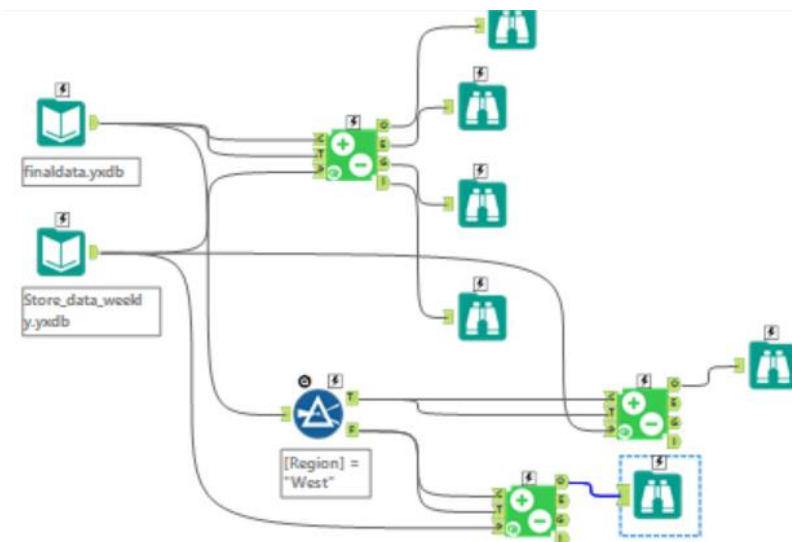 finaldata.yxdb
Store_data_weekl
y.yxdb
C
T
P
O
E
G
I
T
F
[Region] =
"West"
C
T
P
O
E
G
I
C
T
P
O
E
G
I